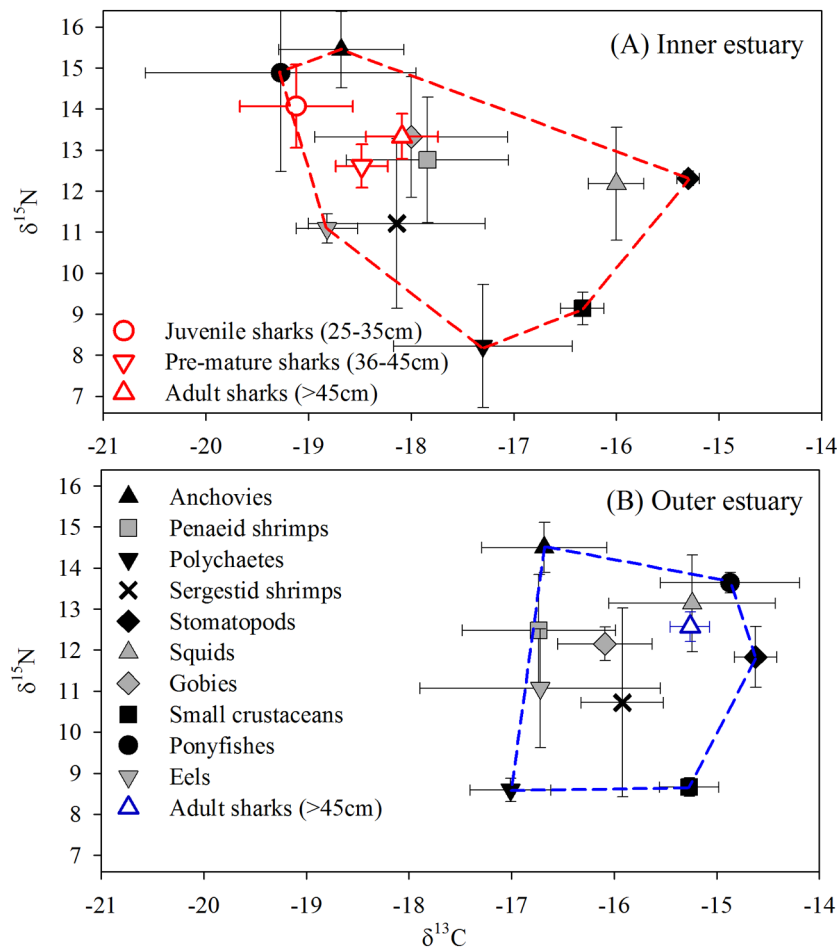 16
15
14
13
12
11
10
9
8
7
δ15N
(A) Inner estuary
Juvenile sharks (25-35cm)
Pre-mature sharks (36-45cm)
Adult sharks (>45cm)
-21 -20 -19 -18 -17 -16 -15 -14
16
15
14
13
12
11
10
9
8
7
δ15N
(B) Outer estuary
Anchovies
Penaeid shrimps
Polychaetes
Sergestid shrimps
Stomatopods
Squids
Gobies
Small crustaceans
Ponyfishes
Eels
Adult sharks (>45cm)
-21 -20 -19 -18 -17 -16 -15 -14
δ13C